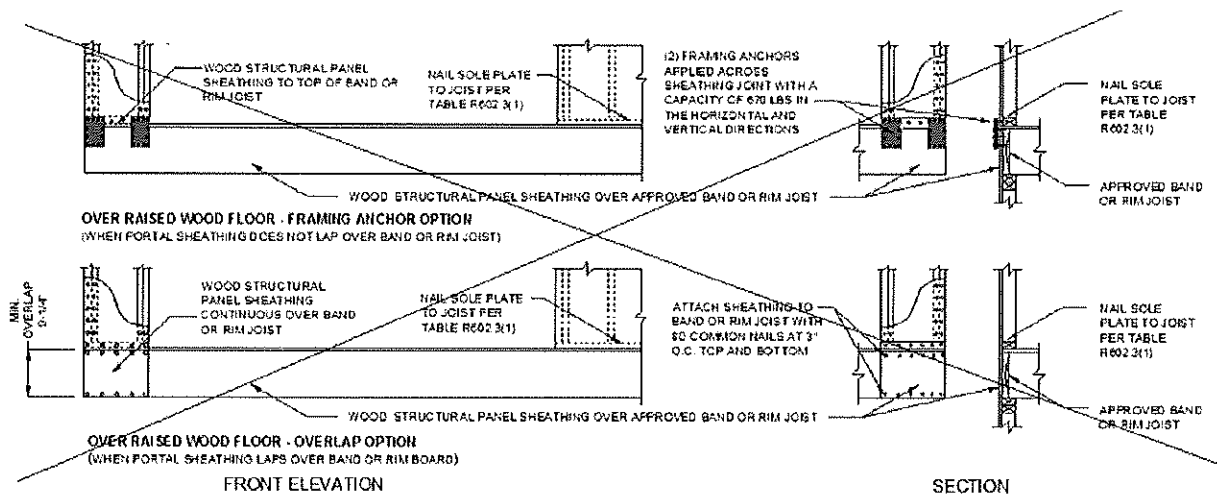 WOOD STRUCTURAL PANEL
SHEATHING TO TOP OF BAND OR
RIM JOIST
NAIL SOLE PLATE
TO JOIST PER
TABLE R602.3(1)
(2) FRAMING ANCHORS
APPLIED ACROSS
SHEATHING JOINT WITH A
CAPACITY OF 670 LBS IN
THE HORIZONTAL AND
VERTICAL DIRECTIONS
NAIL SOLE
PLATE TO JOIST
PER TABLE
R602.3(1)
WOOD STRUCTURAL PANEL SHEATHING OVER APPROVED BAND OR RIM JOIST
APPROVED BAND
OR RIM JOIST
OVER RAISED WOOD FLOOR - FRAMING ANCHOR OPTION
(WHEN PORTAL SHEATHING DOES NOT LAP OVER BAND OR RIM JOIST)
MIN.
OVERLAP
9-1/4"
WOOD STRUCTURAL
PANEL SHEATHING
CONTINUOUS OVER BAND
OR RIM JOIST
NAIL SOLE PLATE
TO JOIST PER
TABLE R602.3(1)
ATTACH SHEATHING TO
BAND OR RIM JOIST WITH
8D COMMON NAILS AT 3"
O.C. TOP AND BOTTOM
NAIL SOLE
PLATE TO JOIST
PER TABLE
R602.3(1)
WOOD STRUCTURAL PANEL SHEATHING OVER APPROVED BAND OR RIM JOIST
APPROVED BAND
OR RIM JOIST
OVER RAISED WOOD FLOOR - OVERLAP OPTION
(WHEN PORTAL SHEATHING LAPS OVER BAND OR RIM BOARD)
FRONT ELEVATION
SECTION